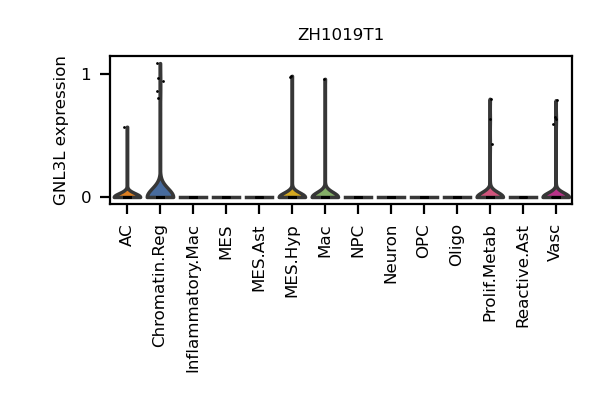 ZH1019T1
GNL3L expression
1
0
AC
Chromatin.Reg
Inflammatory.Mac
MES
MES.Ast
MES.Hyp
Mac
NPC
Neuron
OPC
Oligo
Prolif.Metab
Reactive.Ast
Vasc